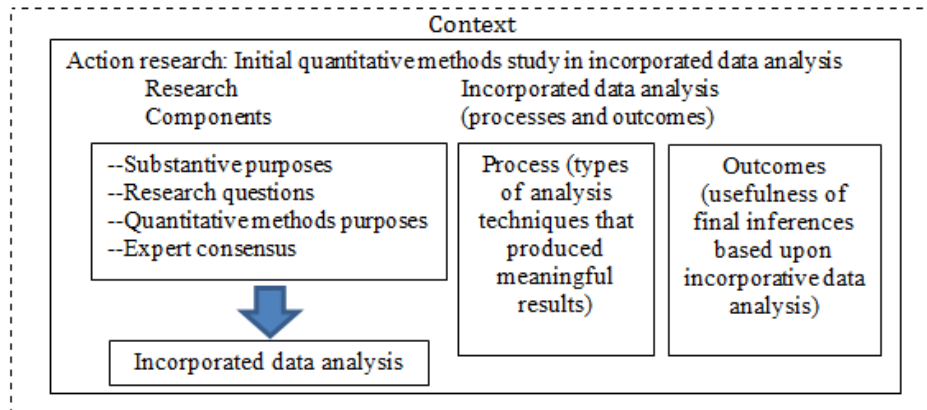 Context
Action research: Initial quantitative methods study in incorporated data analysis
Research
Components
Incorporated data analysis
(processes and outcomes)
--Substantive purposes
--Research questions
--Quantitative methods purposes
--Expert consensus
Incorporated data analysis
Process (types
of analysis
techniques that
produced
meaningful
results)
Outcomes
(usefulness of
final inferences
based upon
incorporative data
analysis)